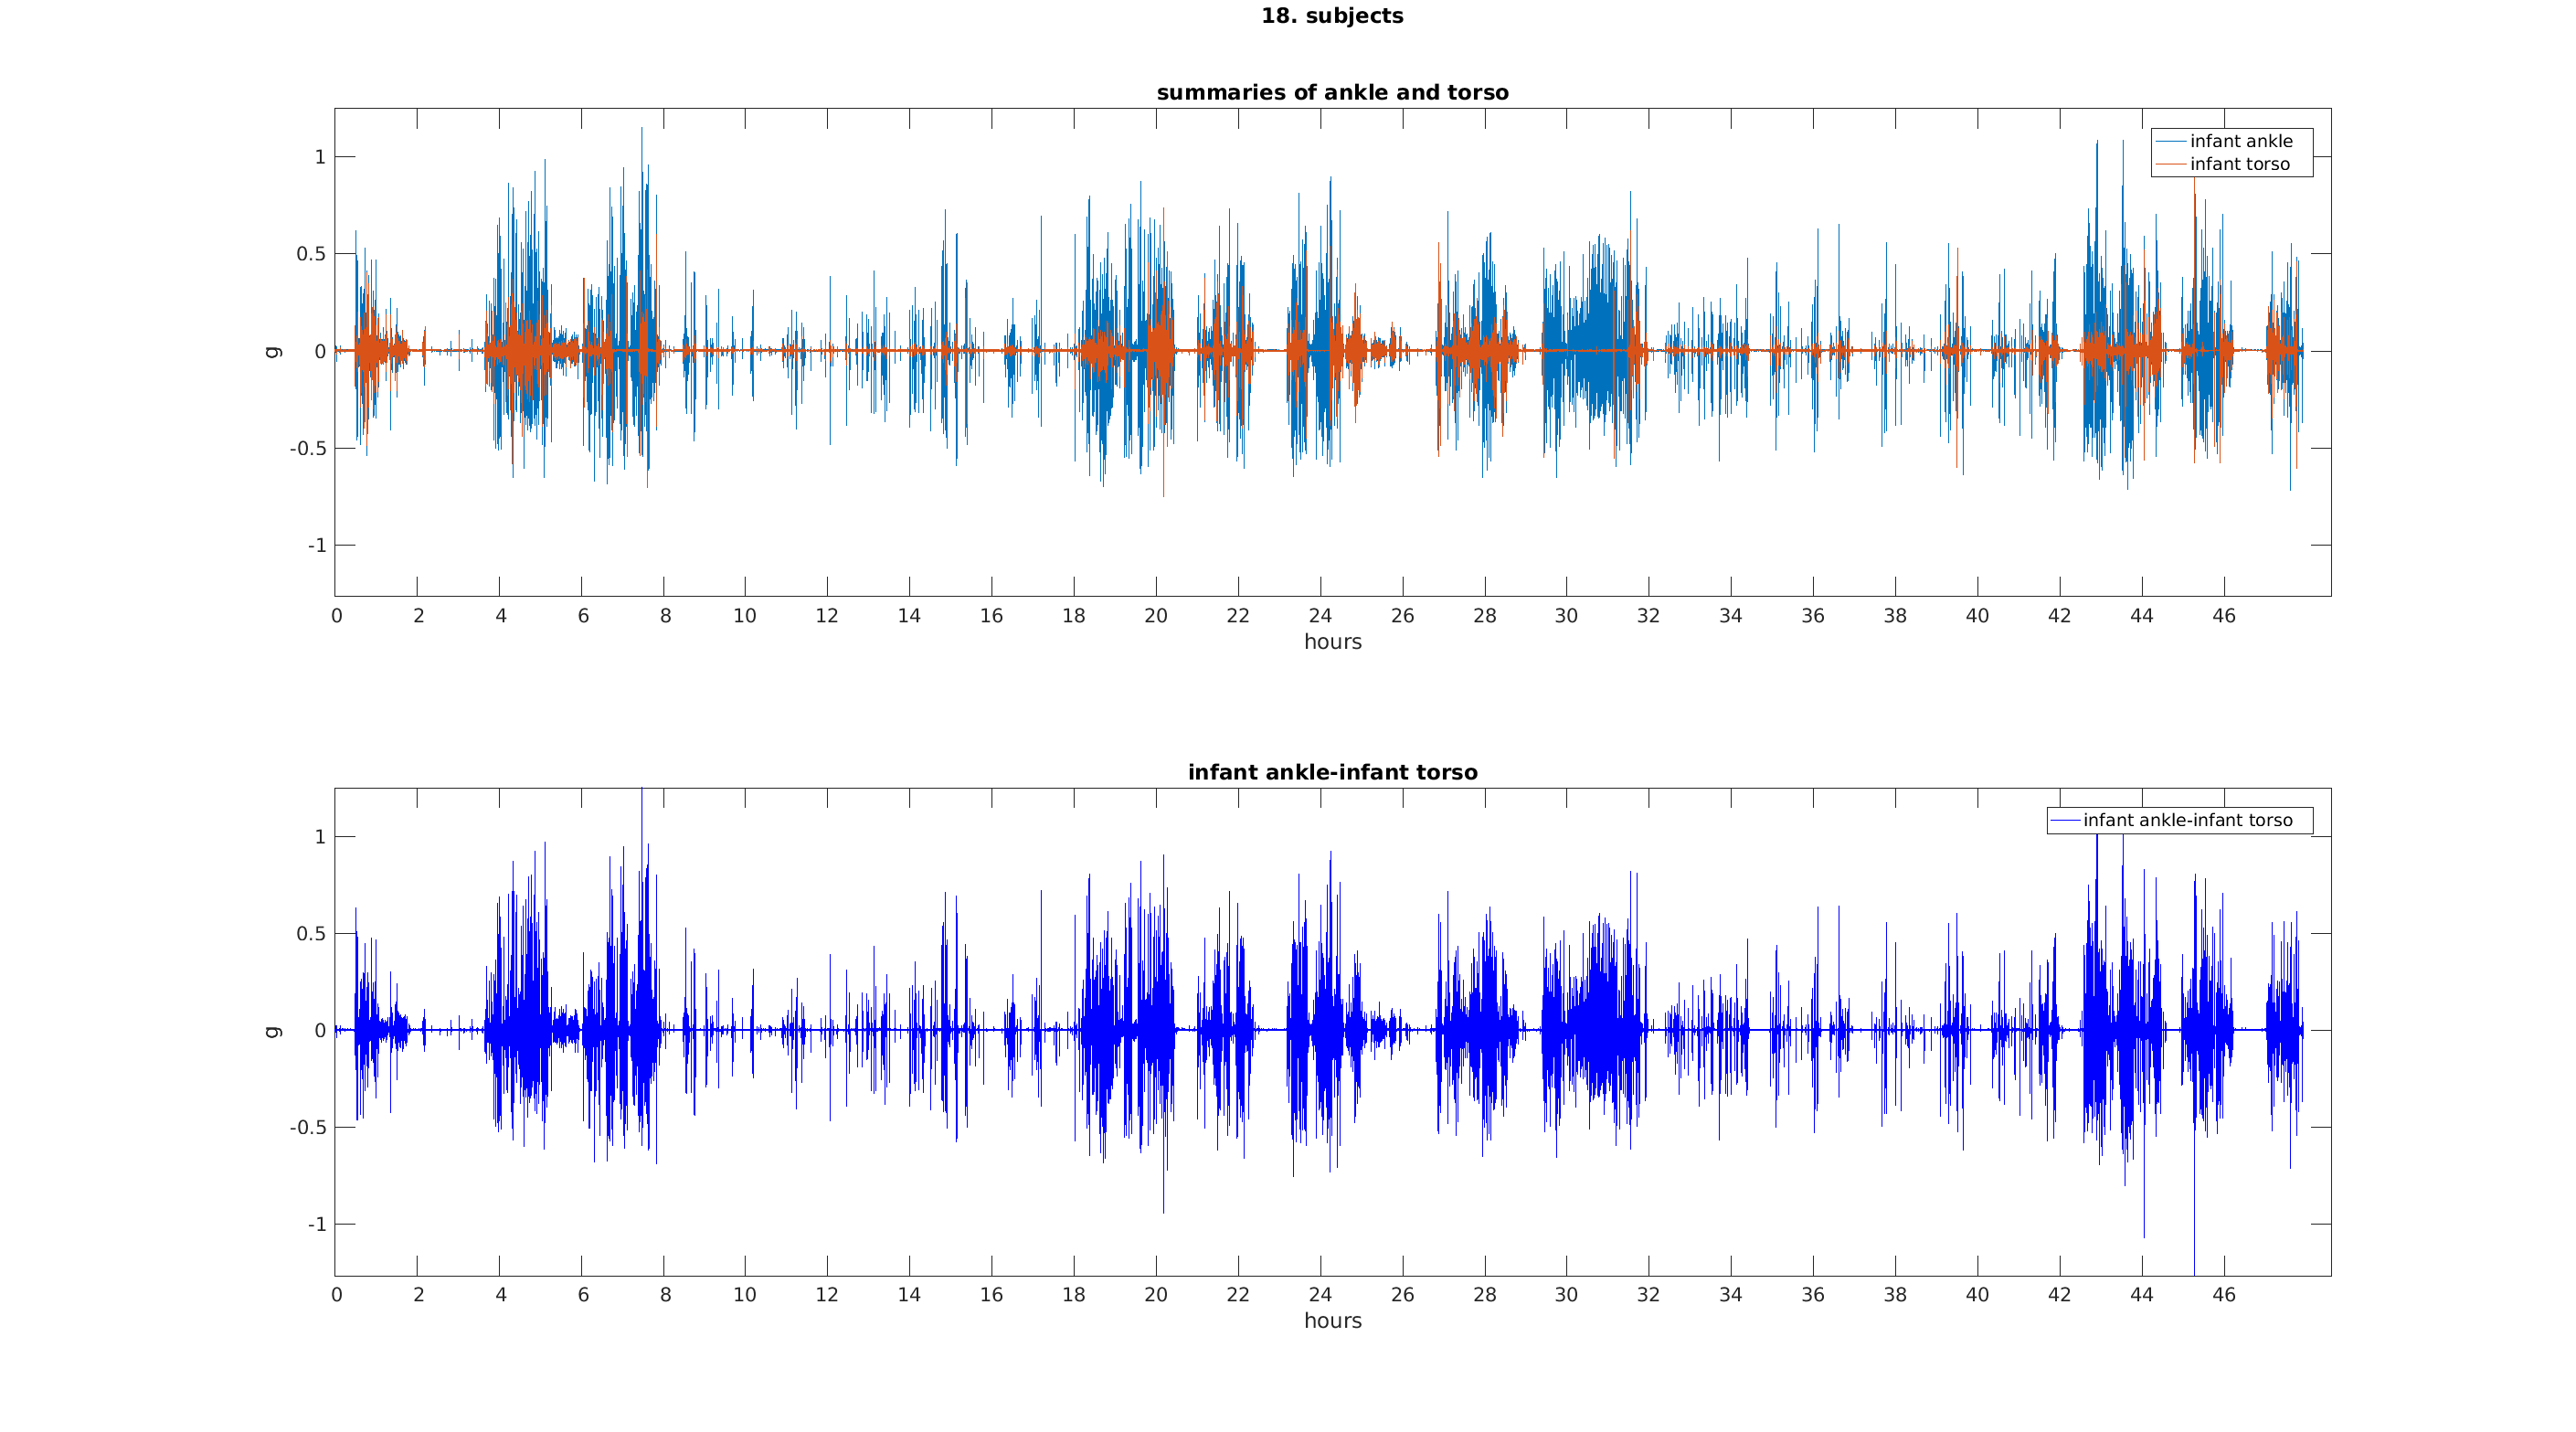 18. subjects
summaries of ankle and torso
infant ankle
infant torso
1
0.5
0
-0.5
-1
g
0 2 4 6 8 10 12 14 16 18 20 22 24 26 28 30 32 34 36 38 40 42 44 46
hours
infant ankle-infant torso
infant ankle-infant torso
1
0.5
0
-0.5
-1
g
0 2 4 6 8 10 12 14 16 18 20 22 24 26 28 30 32 34 36 38 40 42 44 46
hours